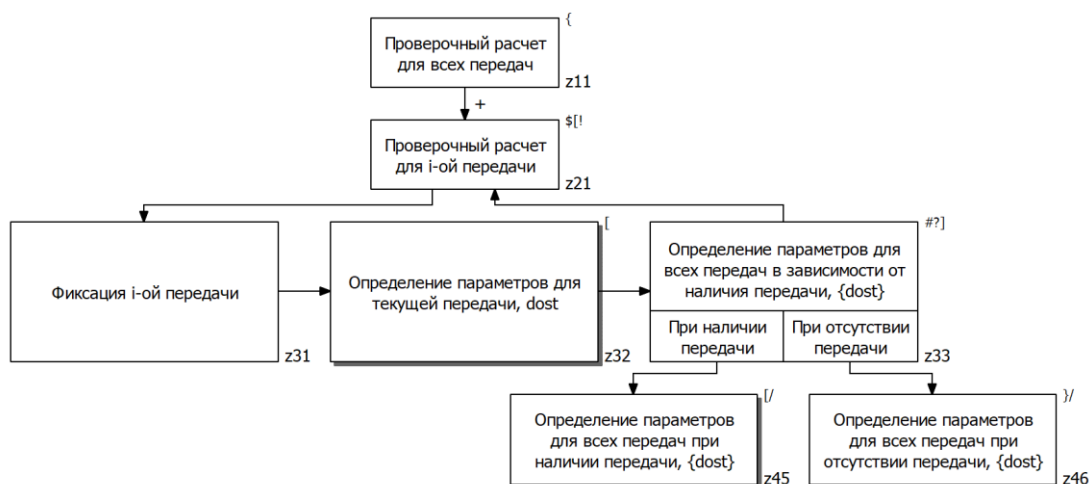 {
Проверочный расчет
для всех передач
z11
+
$[!
Проверочный расчет
для i-ой передачи
z21
Фиксация i-ой передачи
z31
[
Определение параметров для
текущей передачи, dost
z32
#?]
Определение параметров для
всех передач в зависимости от
наличия передачи, {dost}
При наличии
передачи
При отсутствии
передачи
z33
[/
Определение параметров
для всех передач при
наличии передачи, {dost}
z45
}/
Определение параметров
для всех передач при
отсутствии передачи, {dost}
z46